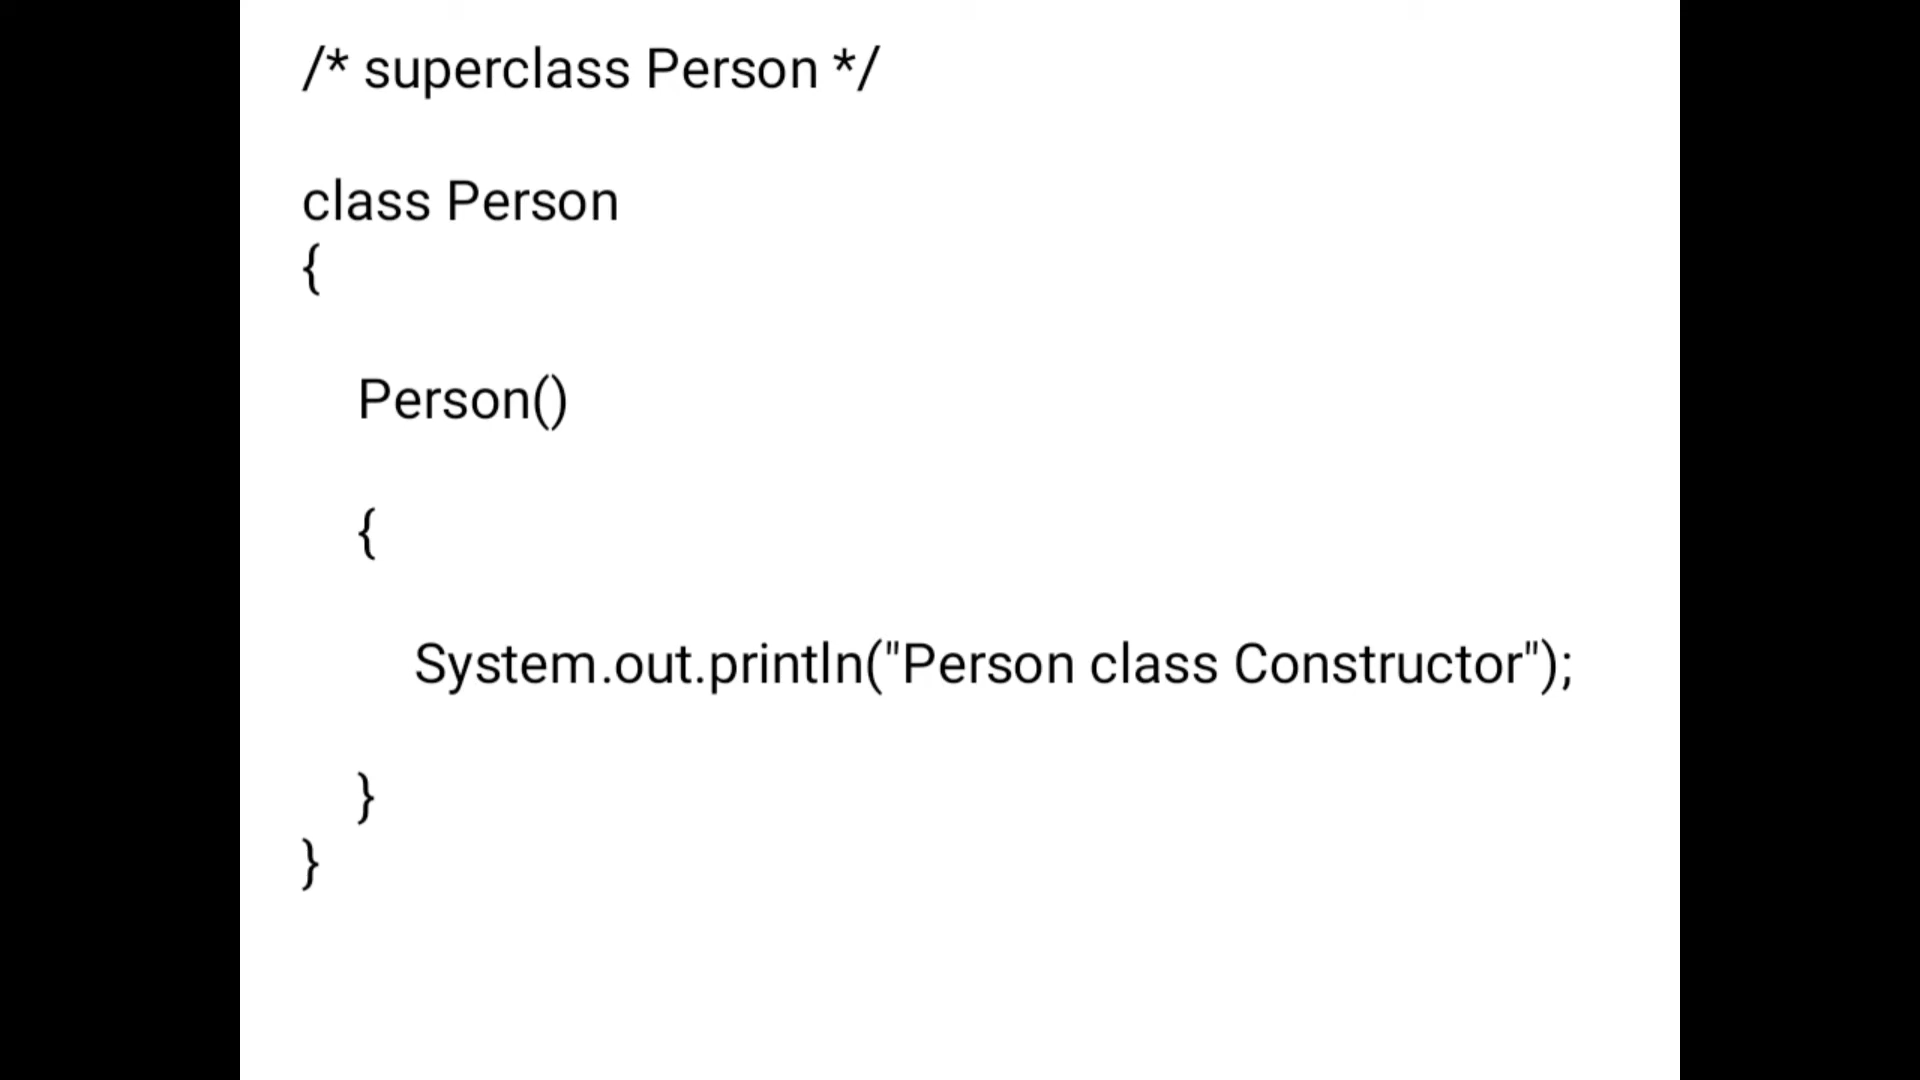 /* superclass Person */
class Person
{
Person()
{
System.out.println("Person class Constructor");
}
}